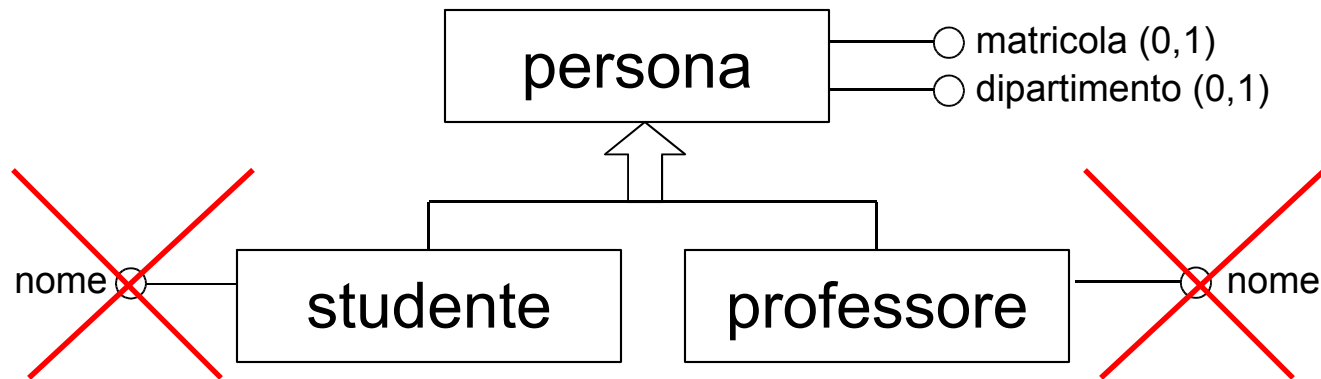 persona
matricola (0,1)
dipartimento (0,1)
nome
studente
professore
nome